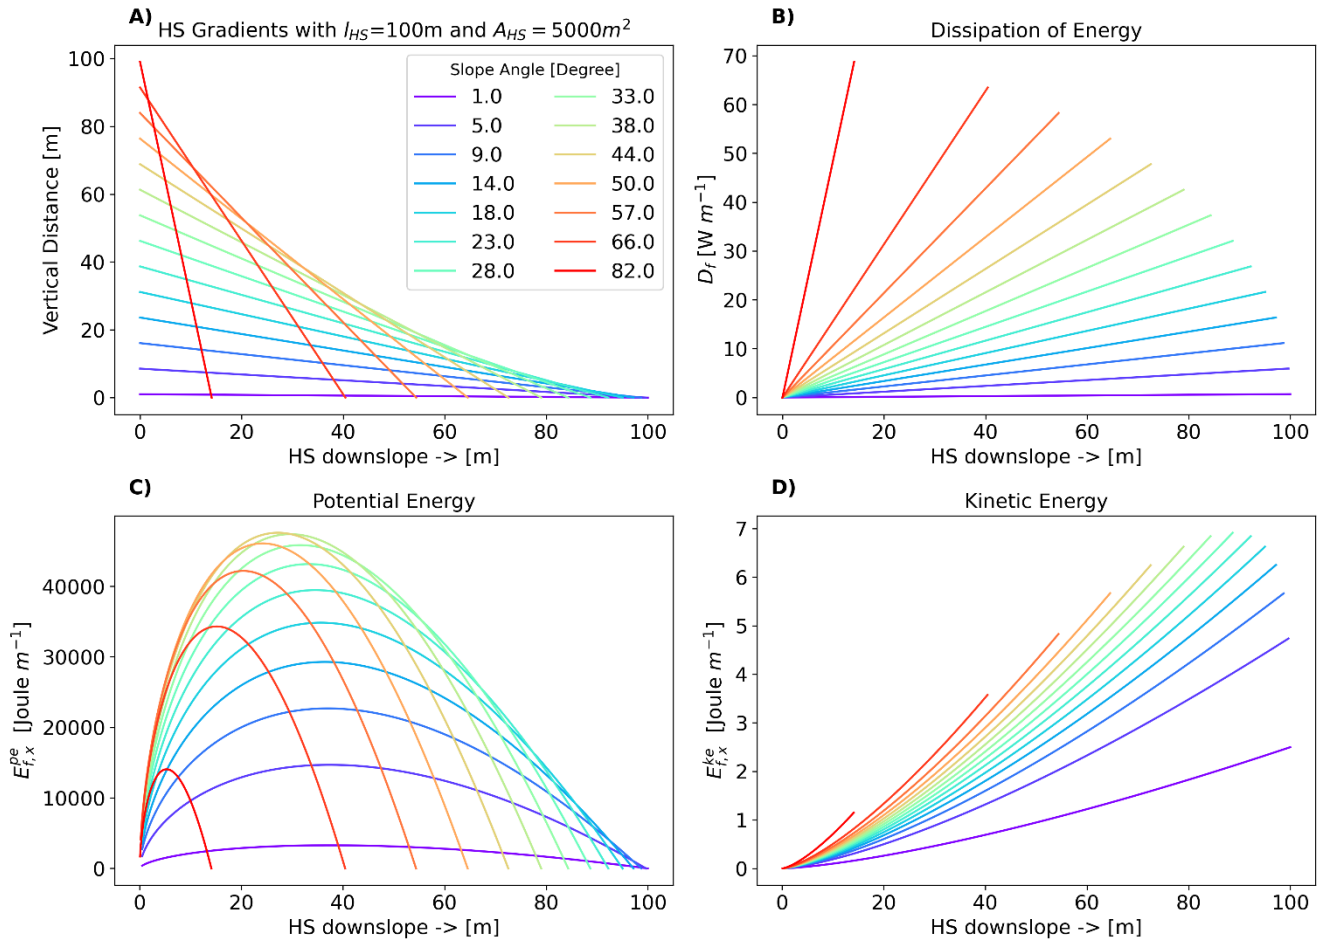 A)
HS Gradients with l_HS=100m and A_HS = 5000m²
Vertical Distance [m]
100
80
60
40
20
0
Slope Angle [Degree]
1.0 33.0
5.0 38.0
9.0 44.0
14.0 50.0
18.0 57.0
23.0 66.0
28.0 82.0
0 20 40 60 80 100
HS downslope -> [m]
B)
Dissipation of Energy
D_f [W m⁻¹]
70
60
50
40
30
20
10
0
0 20 40 60 80 100
HS downslope -> [m]
C)
Potential Energy
E^pe_f,x [Joule m⁻¹]
40000
30000
20000
10000
0
0 20 40 60 80 100
HS downslope -> [m]
D)
Kinetic Energy
E^ke_f,x [Joule m⁻¹]
7
6
5
4
3
2
1
0
0 20 40 60 80 100
HS downslope -> [m]